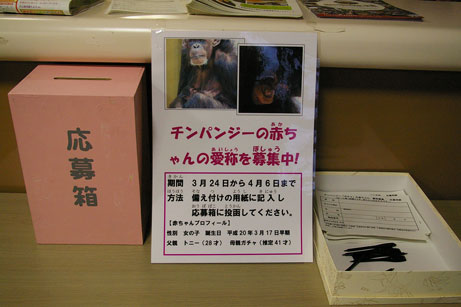 応募箱
チンパンジーの赤ち
ゃんの愛称を募集中!
期間 3月24日から4月6日まで
方法 備え付けの用紙に記入し
応募箱に投函してください。
【赤ちゃんプロフィール】
性別 女の子 誕生日 平成20年3月17日早朝
父親 トニー(28才) 母親ガチャ(推定41才)